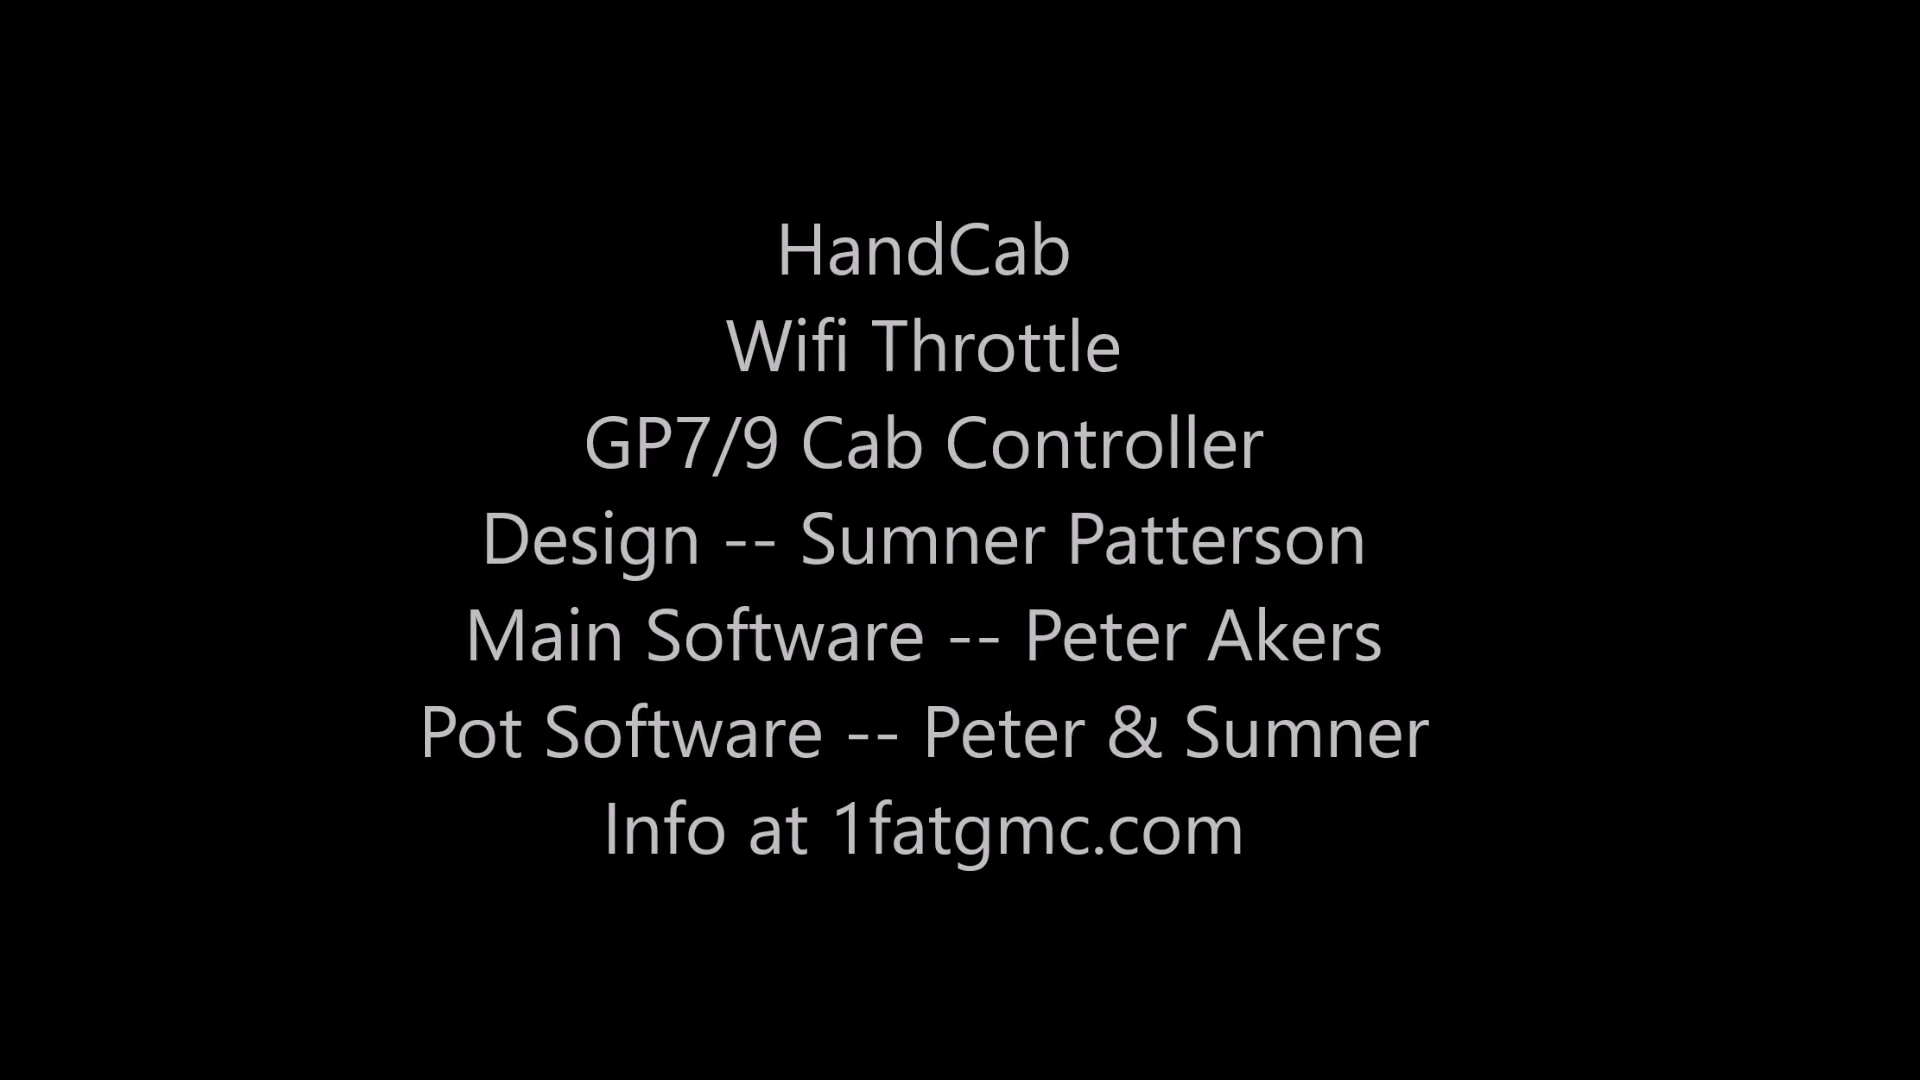 HandCab
Wifi Throttle
GP7/9 Cab Controller
Design -- Sumner Patterson
Main Software -- Peter Akers
Pot Software -- Peter & Sumner
Info at 1fatgmc.com